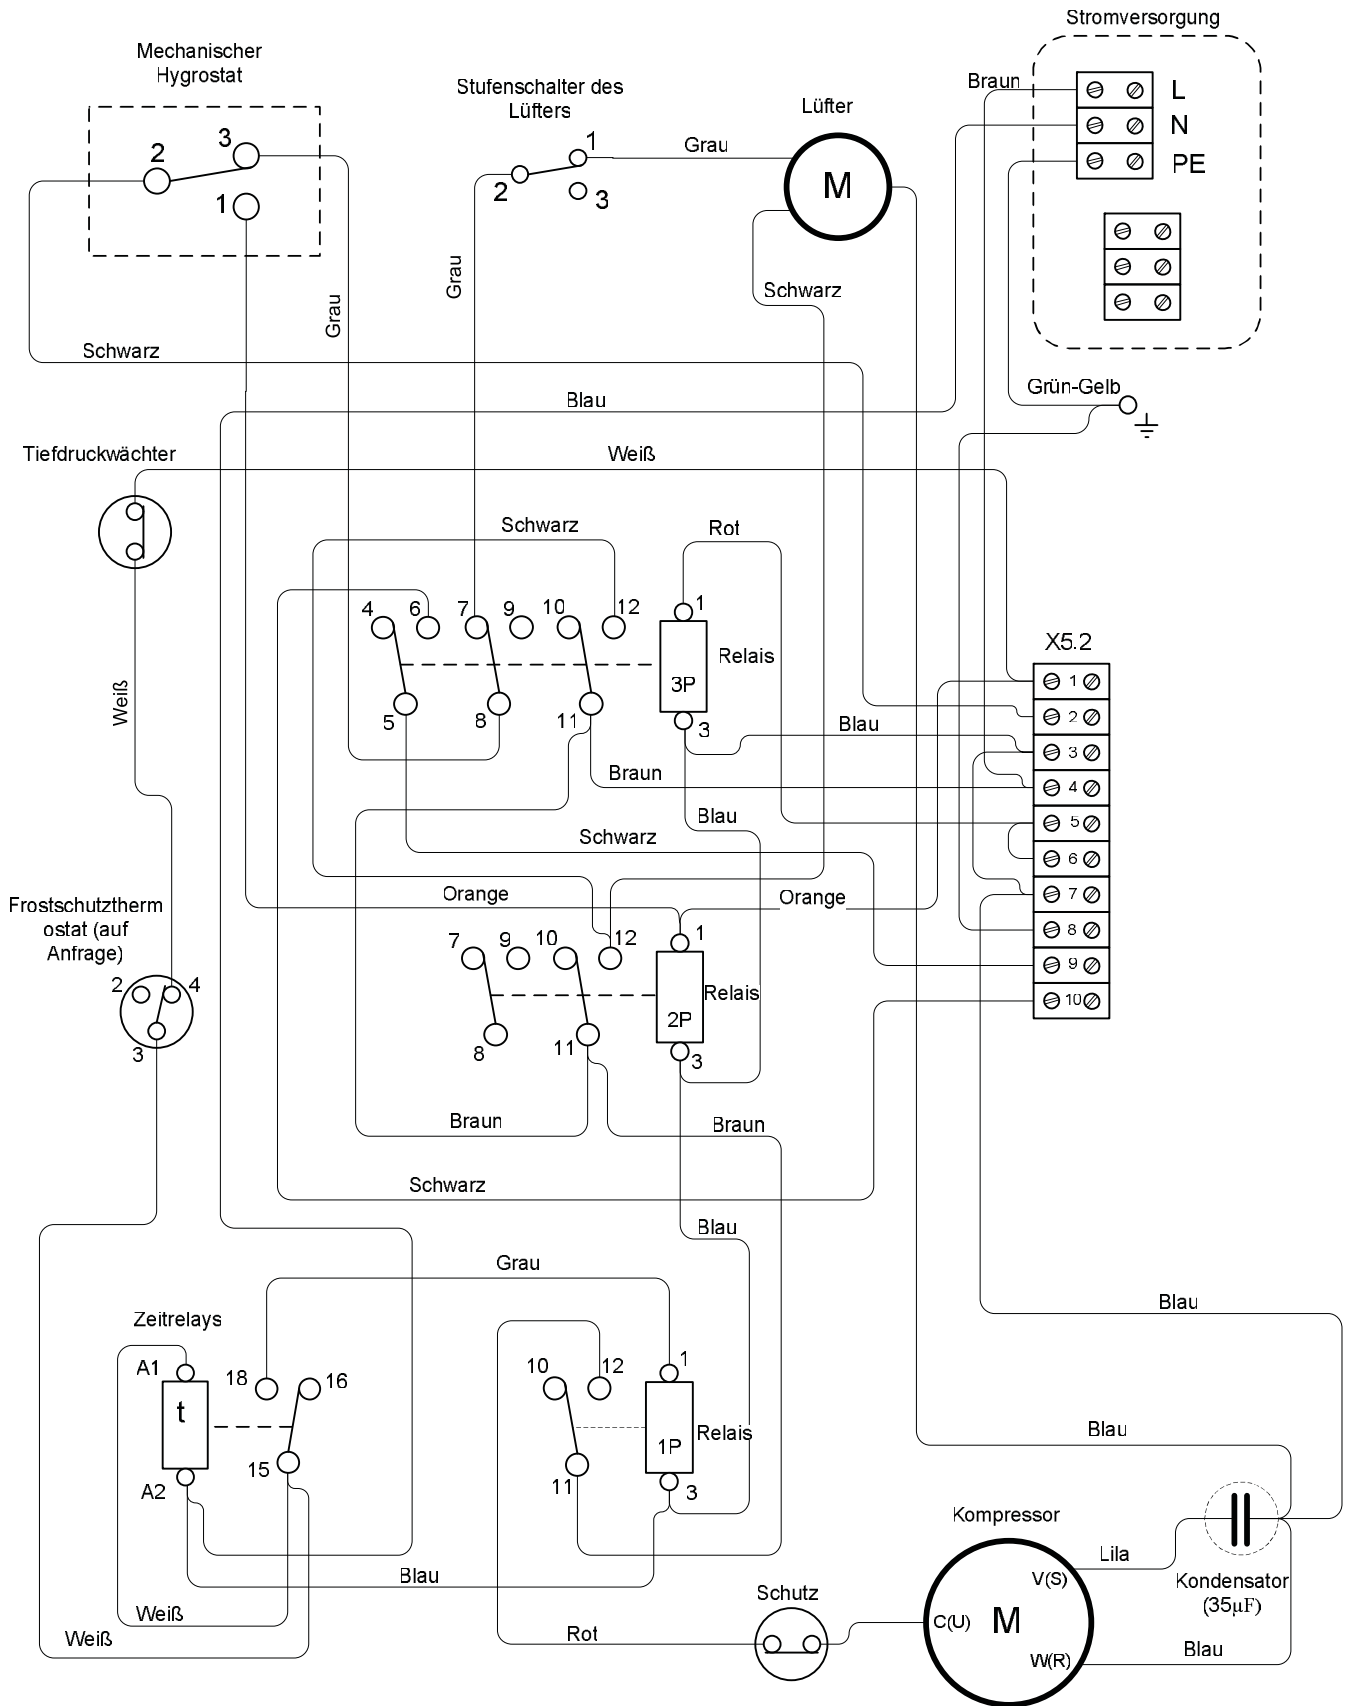 Stromversorgung
Mechanischer
Hygrostat
Stufenschalter des
Lüfters
Lüfter
Braun
L
N
PE
2
3
1
1
2
3
Grau
M
Grau
Grau
Schwarz
Schwarz
Grün-Gelb
Blau
Tiefdruckwächter
Weiß
Schwarz
Rot
4
6
7
9
10
12
1
Relais
3P
5
8
11
3
X5.2
1
2
3
4
5
6
7
8
9
10
Weiß
Blau
Braun
Blau
Schwarz
Orange
Orange
Frostschutztherm
ostat (auf
Anfrage)
2
4
3
7
9
10
12
1
Relais
2P
8
11
3
Braun
Braun
Schwarz
Blau
Grau
Blau
Zeitrelays
A1
18
16
t
15
A2
10
12
1
Relais
1P
11
3
Blau
Kompressor
Lila
V(S)
Kondensator
(35µF)
C(U)
M
W(R)
Blau
Schutz
Rot
Blau
Weiß
Weiß